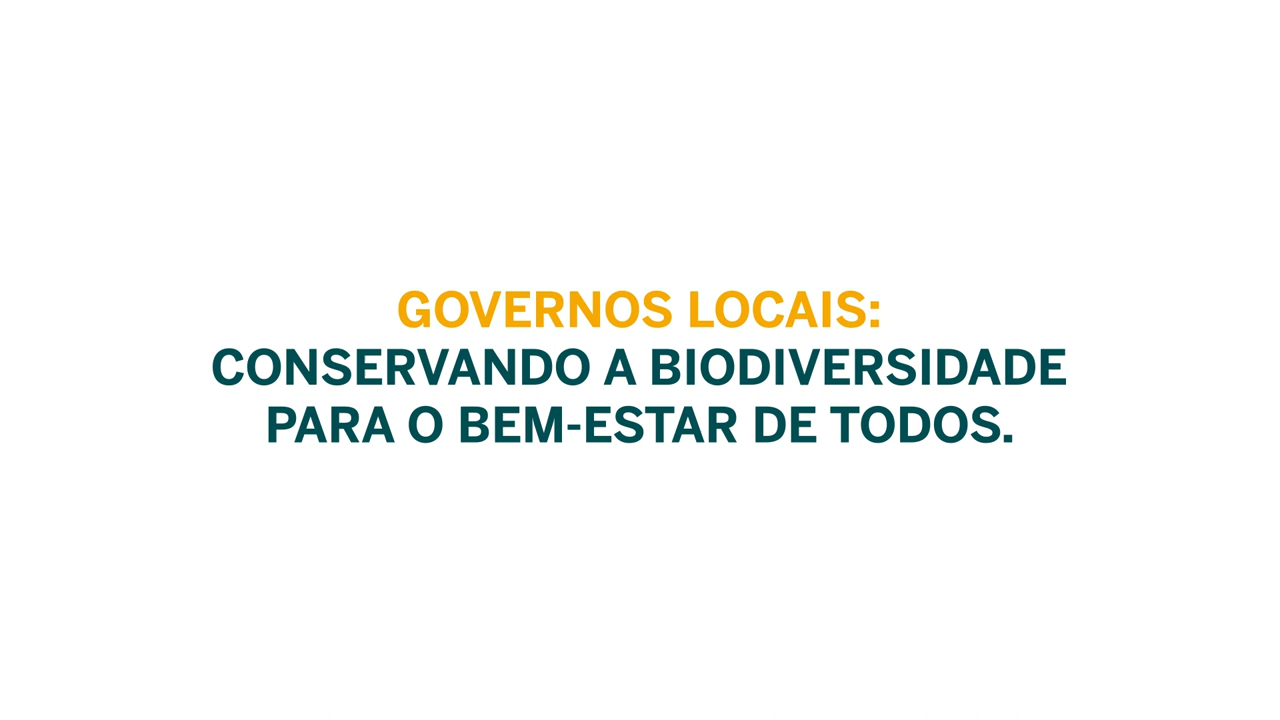 GOVERNOS LOCAIS:
CONSERVANDO A BIODIVERSIDADE
PARA O BEM-ESTAR DE TODOS.